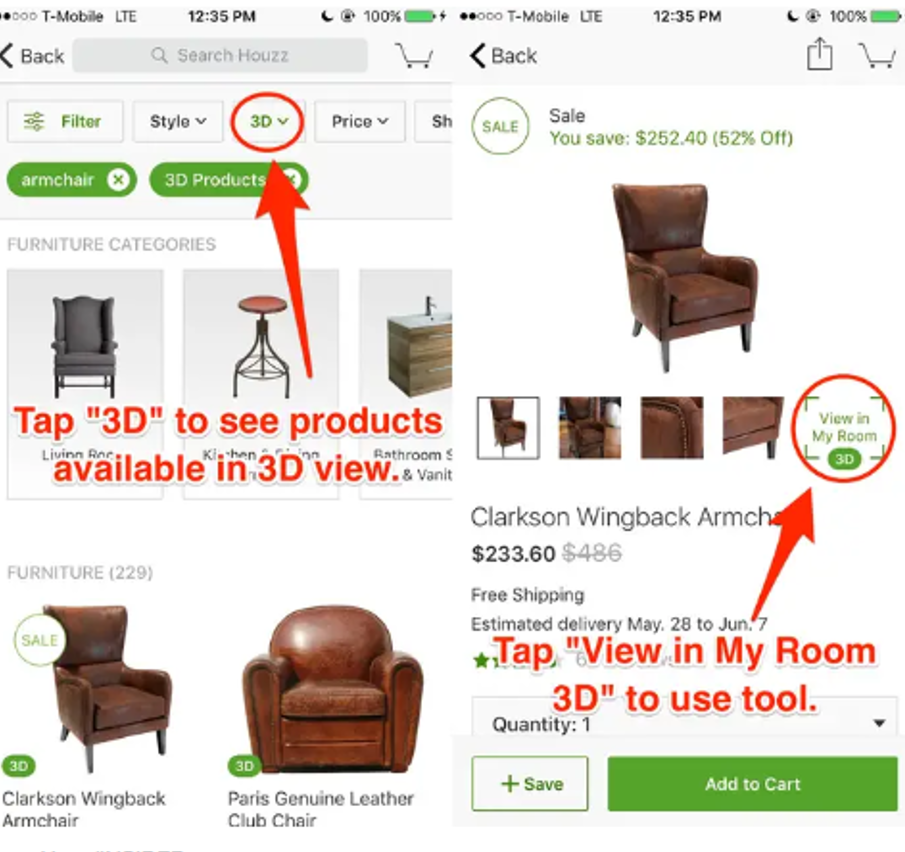 T-Mobile LTE 12:35 PM 100%
Back Search Houzz
Filter Style 3D Price Sh
armchair 3D Products
FURNITURE CATEGORIES
Tap "3D" to see products
available in 3D view.
Living Roo
Bathroom S
& Vanit
FURNITURE (229)
SALE
3D 3D
Clarkson Wingback
Armchair
Paris Genuine Leather
Club Chair
T-Mobile LTE 12:35 PM 100%
Back
SALE
Sale
You save: $252.40 (52% Off)
View in
My Room
3D
Clarkson Wingback Armcha
$233.60 $486
Free Shipping
Estimated delivery May. 28 to Jun. 7
Tap "View in My Room
3D" to use tool.
Quantity: 1
+ Save Add to Cart